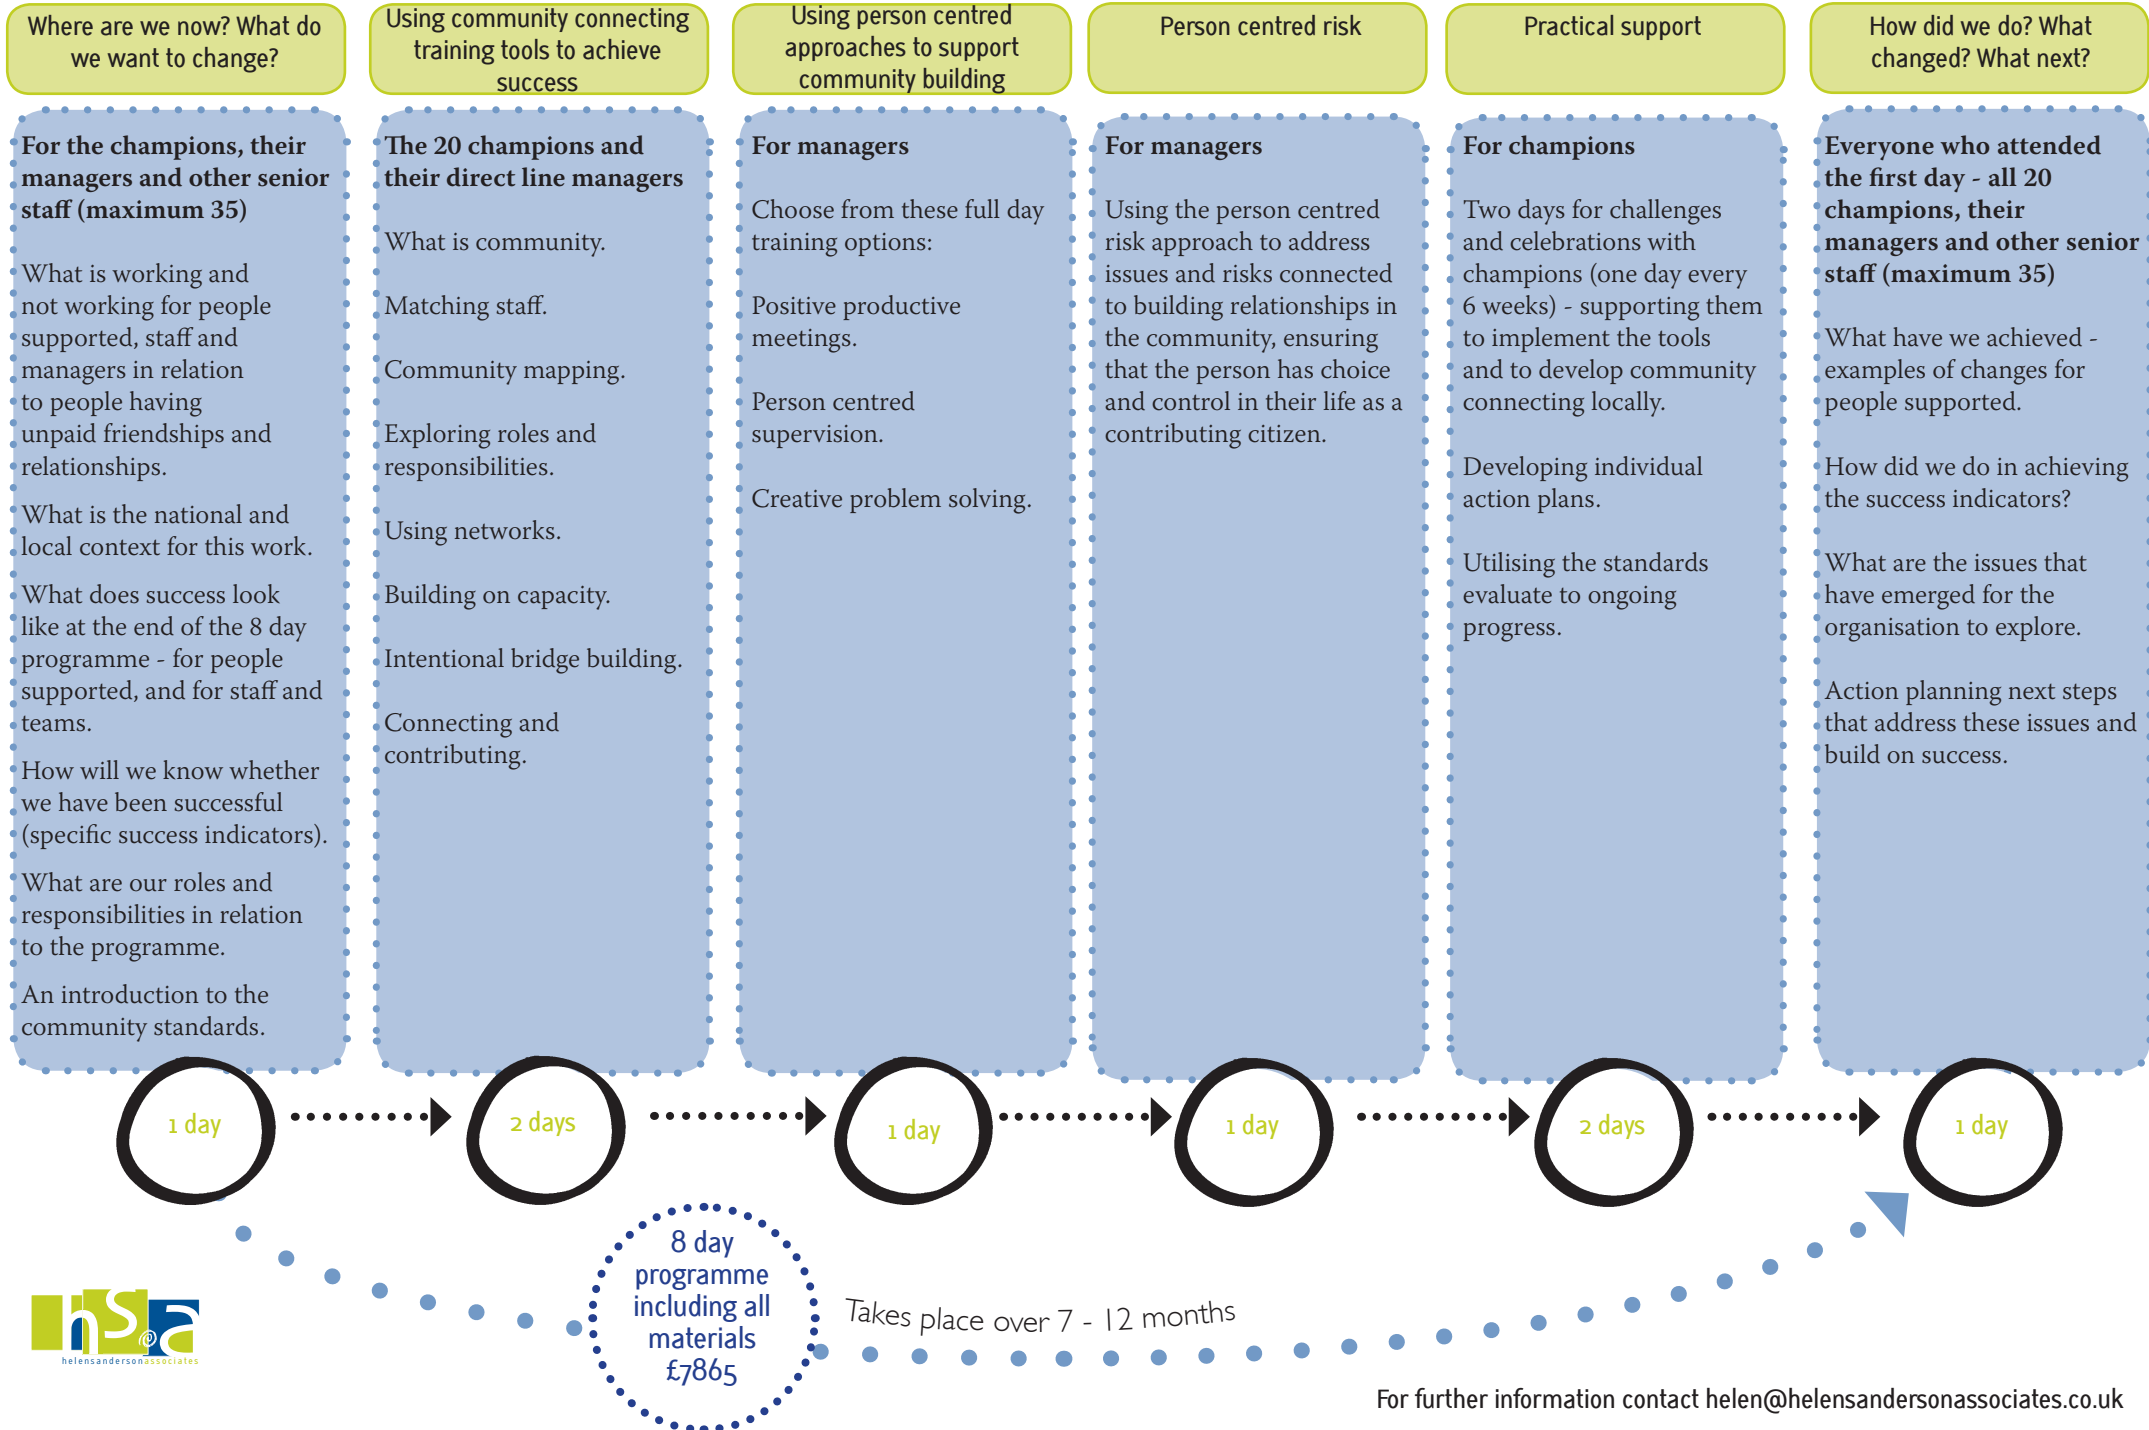 Where are we now? What do
we want to change?
For the champions, their
managers and other senior
staff (maximum 35)
What is working and
not working for people
supported, staff and
managers in relation
to people having
unpaid friendships and
relationships.
What is the national and
local context for this work.
What does success look
like at the end of the 8 day
programme - for people
supported, and for staff and
teams.
How will we know whether
we have been successful
(specific success indicators).
What are our roles and
responsibilities in relation
to the programme.
An introduction to the
community standards.
1 day
Using community connecting
training tools to achieve
success
The 20 champions and
their direct line managers
What is community.
Matching staff.
Community mapping.
Exploring roles and
responsibilities.
Using networks.
Building on capacity.
Intentional bridge building.
Connecting and
contributing.
2 days
Using person centred
approaches to support
community building
For managers
Choose from these full day
training options:
Positive productive
meetings.
Person centred
supervision.
Creative problem solving.
1 day
Person centred risk
For managers
Using the person centred
risk approach to address
issues and risks connected
to building relationships in
the community, ensuring
that the person has choice
and control in their life as a
contributing citizen.
1 day
Practical support
For champions
Two days for challenges
and celebrations with
champions (one day every
6 weeks) - supporting them
to implement the tools
and to develop community
connecting locally.
Developing individual
action plans.
Utilising the standards
evaluate to ongoing
progress.
2 days
How did we do? What
changed? What next?
Everyone who attended
the first day - all 20
champions, their
managers and other senior
staff (maximum 35)
What have we achieved -
examples of changes for
people supported.
How did we do in achieving
the success indicators?
What are the issues that
have emerged for the
organisation to explore.
Action planning next steps
that address these issues and
build on success.
1 day
8 day
programme
including all
materials
£7865
Takes place over 7 - 12 months
hs@a
helensandersonassociates
For further information contact helen@helensandersonassociates.co.uk